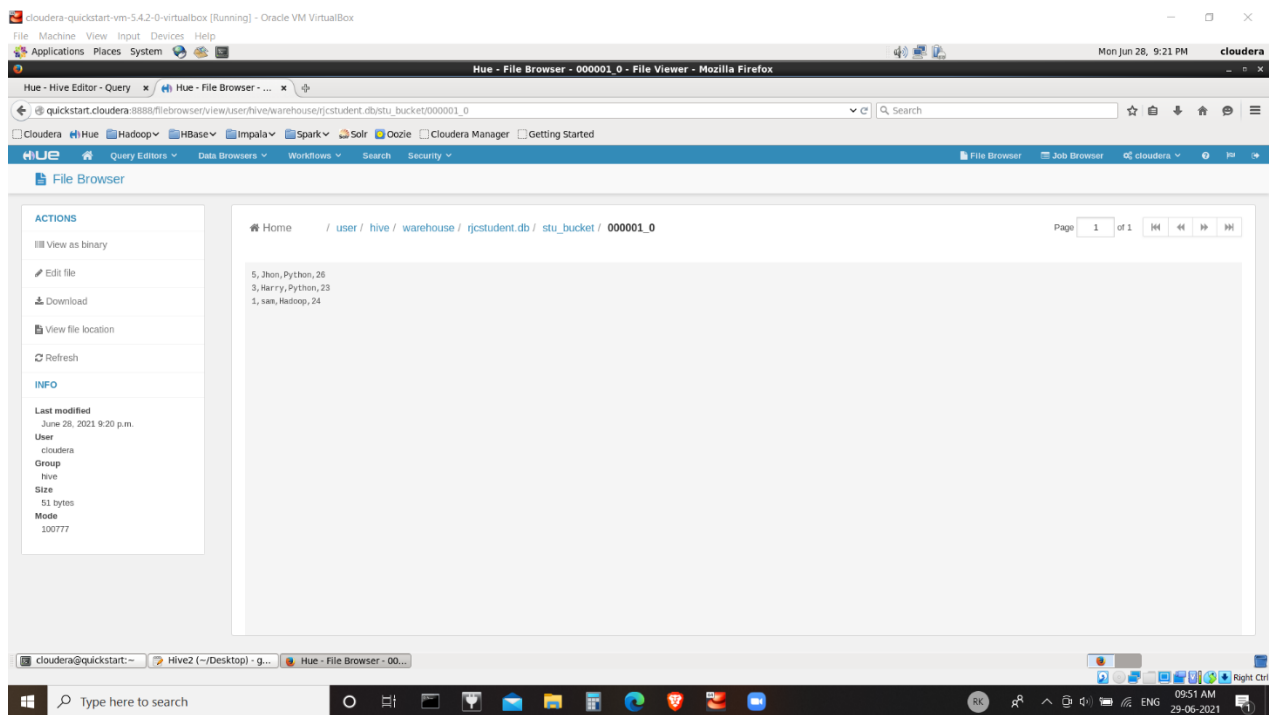 cloudera-quickstart-vm-5.4.2-0-virtualbox [Running] - Oracle VM VirtualBox
File Machine View Input Devices Help
Applications Places System Mon Jun 28, 9:21 PM cloudera
Hue - File Browser - 000001_0 - File Viewer - Mozilla Firefox
Hue - Hive Editor - Query Hue - File Browser - ...
quickstart.cloudera:8888/filebrowser/view/user/hive/warehouse/rjcstudent.db/stu_bucket/000001_0 Search
Cloudera Hue Hadoop HBase Impala Spark Solr Oozie Cloudera Manager Getting Started
HUE Query Editors Data Browsers Workflows Search Security File Browser Job Browser cloudera
File Browser
ACTIONS
View as binary
Edit file
Download
View file location
Refresh
INFO
Last modified
June 28, 2021 9:20 p.m.
User
cloudera
Group
hive
Size
51 bytes
Mode
100777
Home / user / hive / warehouse / rjcstudent.db / stu_bucket / 000001_0 Page 1 of 1
5,Jhon,Python,26
3,Harry,Python,23
1,sam,Hadoop,24
cloudera@quickstart:~ Hive2 (~/Desktop) - g... Hue - File Browser - 00...
Right Ctrl
Type here to search RK ENG 09:51 AM
29-06-2021